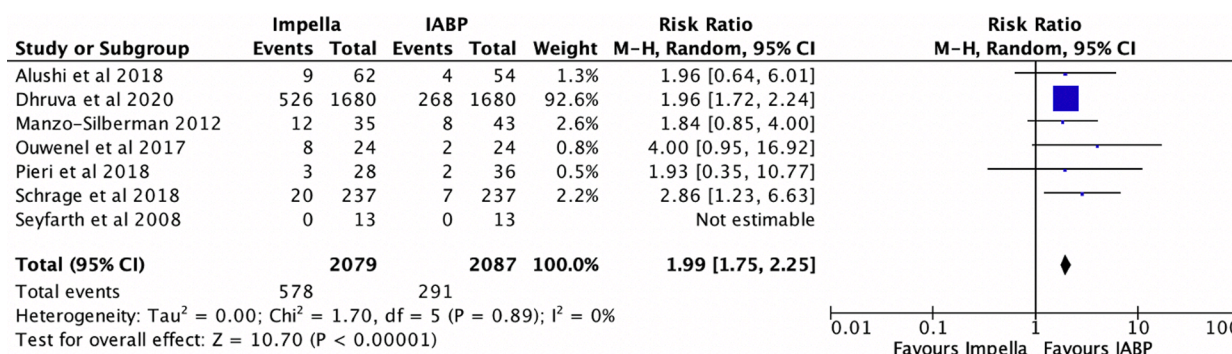 Impella IABP Risk Ratio Risk Ratio
Study or Subgroup Events Total Events Total Weight M-H, Random, 95% CI M-H, Random, 95% CI
Alushi et al 2018 9 62 4 54 1.3% 1.96 [0.64, 6.01]
Dhruva et al 2020 526 1680 268 1680 92.6% 1.96 [1.72, 2.24]
Manzo-Silberman 2012 12 35 8 43 2.6% 1.84 [0.85, 4.00]
Ouwenel et al 2017 8 24 2 24 0.8% 4.00 [0.95, 16.92]
Pieri et al 2018 3 28 2 36 0.5% 1.93 [0.35, 10.77]
Schrage et al 2018 20 237 7 237 2.2% 2.86 [1.23, 6.63]
Seyfarth et al 2008 0 13 0 13 Not estimable
Total (95% CI) 2079 2087 100.0% 1.99 [1.75, 2.25]
Total events 578 291
Heterogeneity: Tau² = 0.00; Chi² = 1.70, df = 5 (P = 0.89); I² = 0%
Test for overall effect: Z = 10.70 (P < 0.00001)
0.01 0.1 1 10 100
Favours Impella Favours IABP